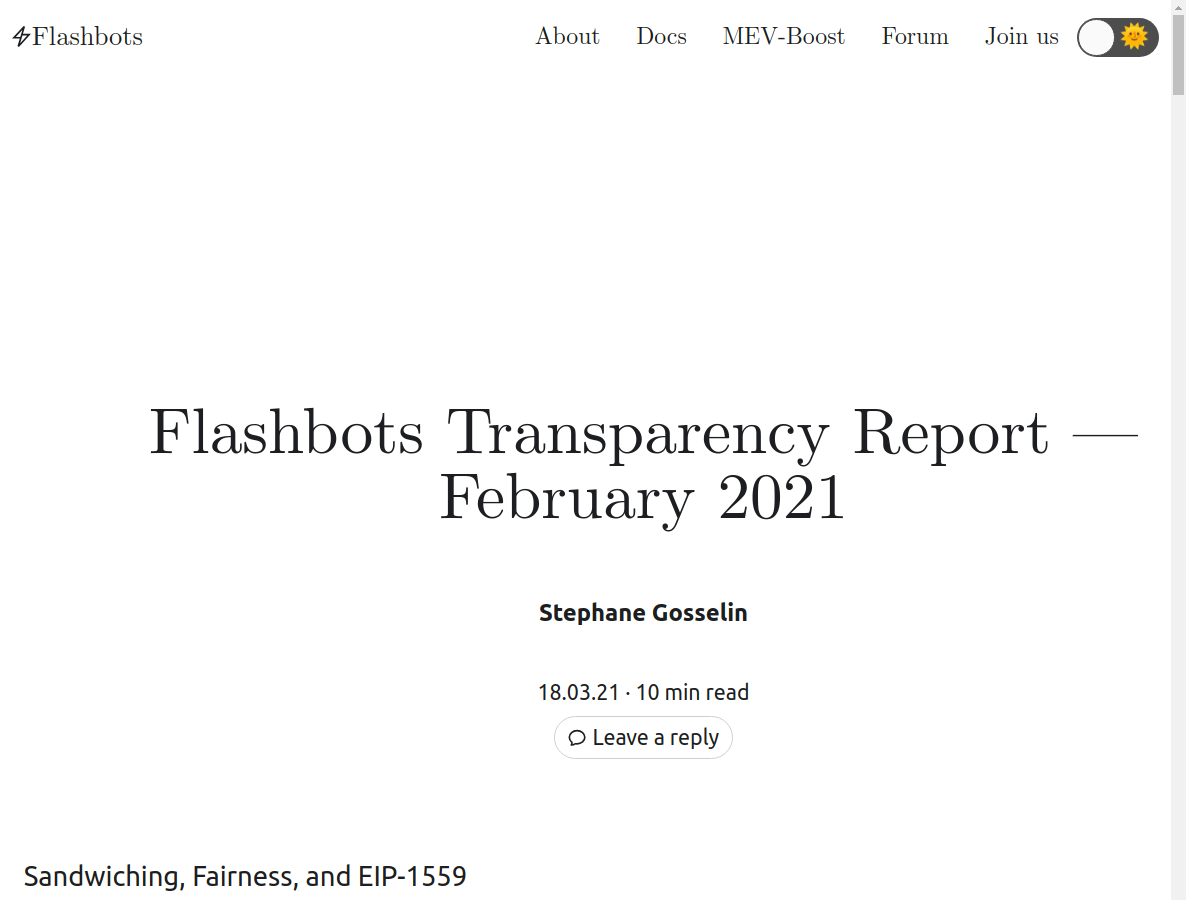 Flashbots
About
Docs
MEV-Boost
Forum
Join us
Flashbots Transparency Report —
February 2021
Stephane Gosselin
18.03.21 · 10 min read
Leave a reply
Sandwiching, Fairness, and EIP-1559